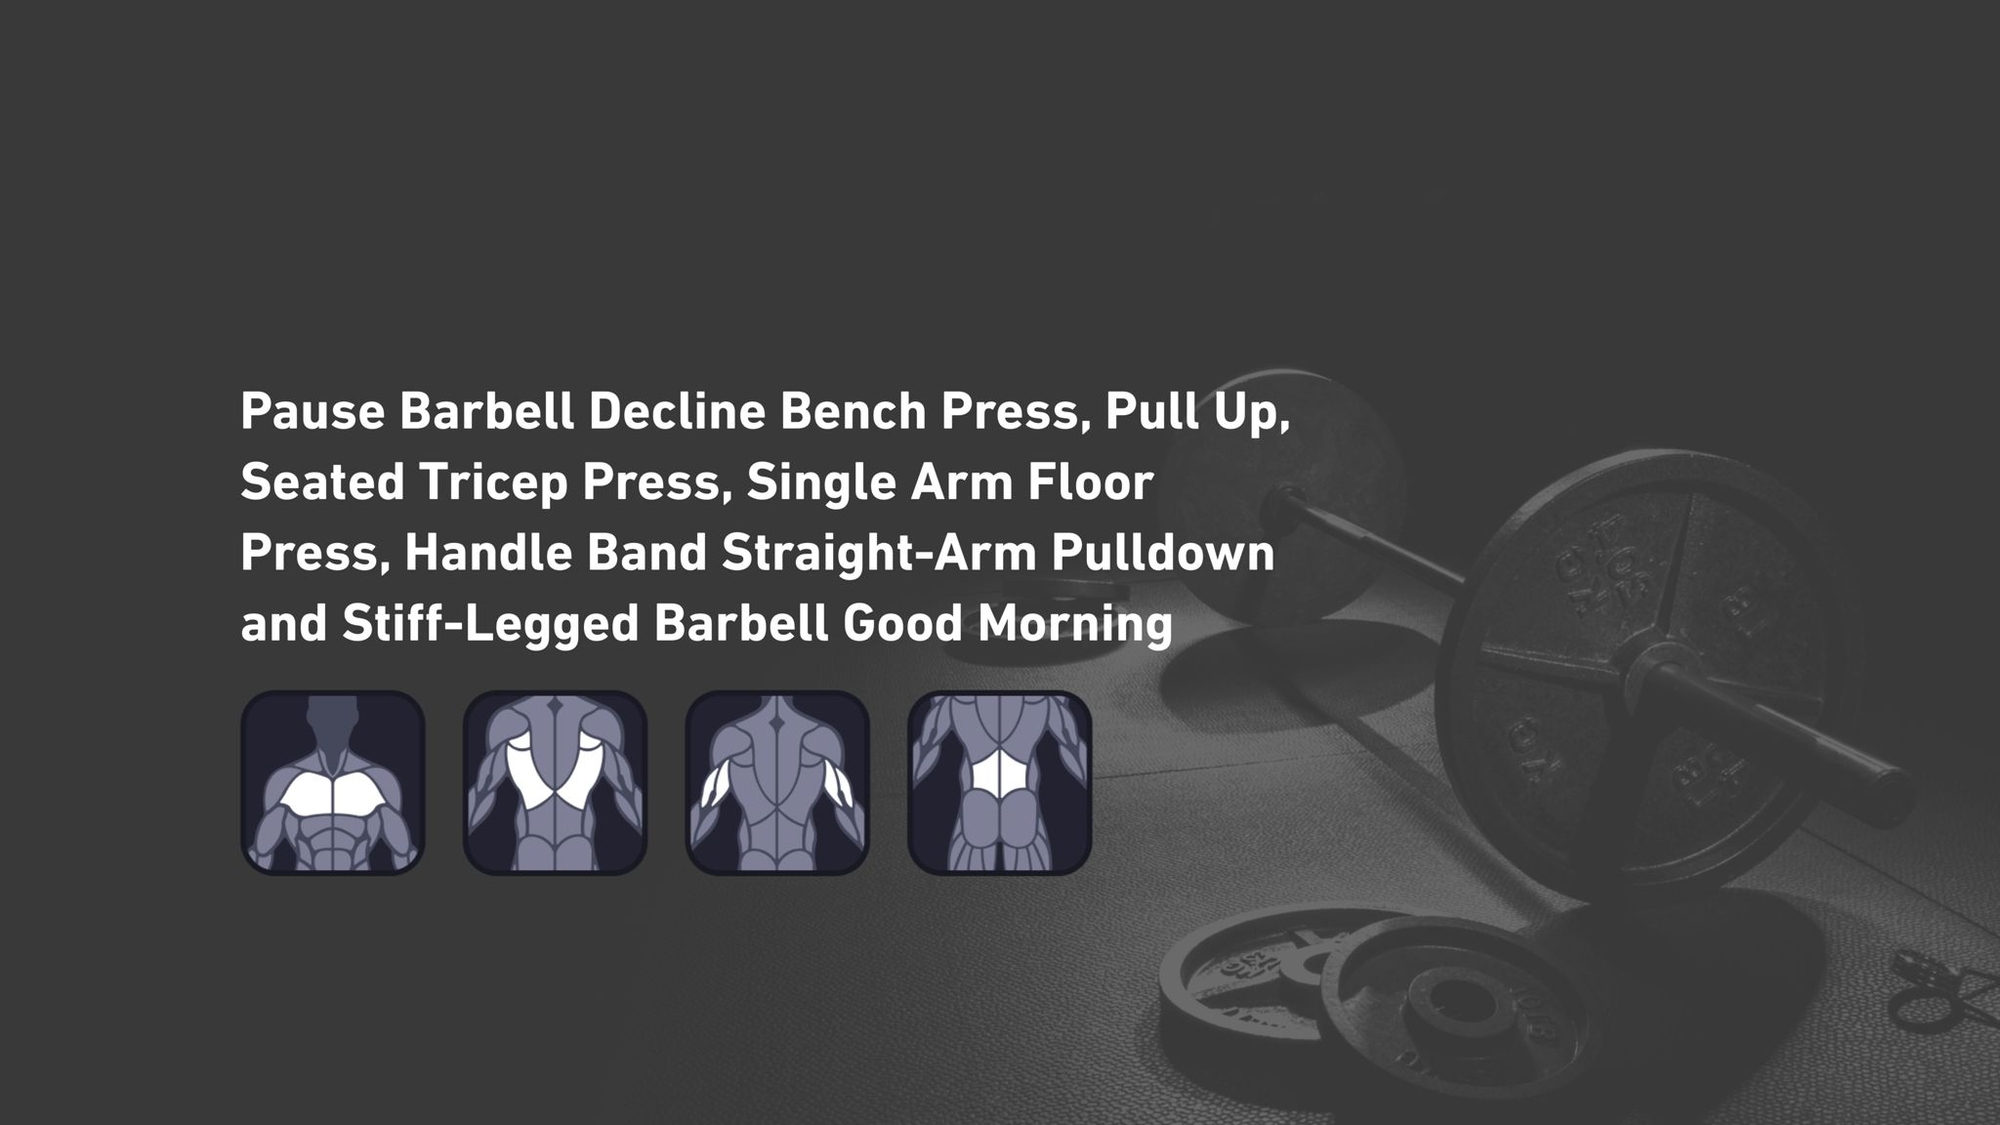 Pause Barbell Decline Bench Press, Pull Up,
Seated Tricep Press, Single Arm Floor
Press, Handle Band Straight-Arm Pulldown
and Stiff-Legged Barbell Good Morning